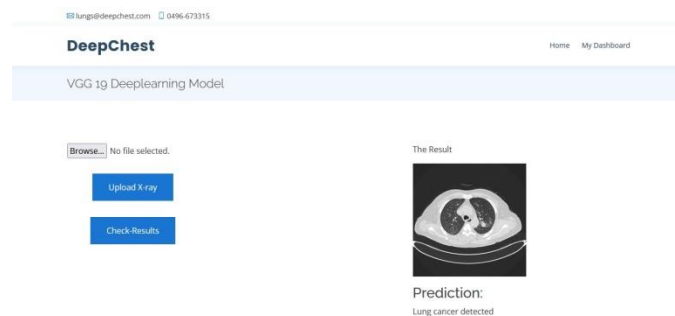 lungs@deepchest.com 0496-673315
DeepChest
Home My Dashboard
VGG 19 Deeplearning Model
Browse... No file selected.
Upload X-ray
Check-Results
The Result
Prediction:
Lung cancer detected